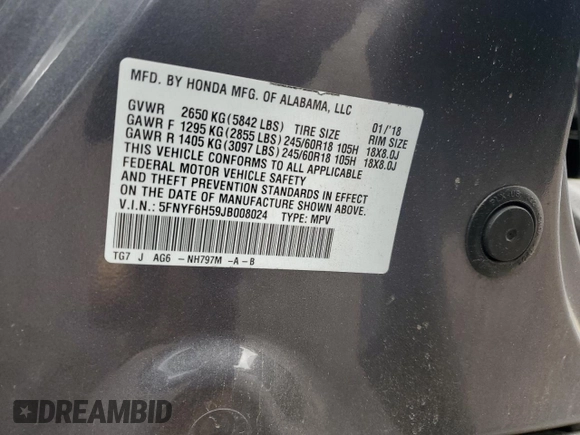 MFD. BY HONDA MFG. OF ALABAMA, LLC
GVWR 2650 KG (5842 LBS) TIRE SIZE 01/'18
RIM SIZE
GAWR F 1295 KG (2855 LBS) 245/60R18 105H 18X8.0J
GAWR R 1405 KG (3097 LBS) 245/60R18 105H 18X8.0J
THIS VEHICLE CONFORMS TO ALL APPLICABLE
FEDERAL MOTOR VEHICLE SAFETY
AND THEFT PREVENTION STANDARDS IN EFFECT
ON THE DATE OF MANUFACTURE SHOWN ABOVE.
V.I.N.: 5FNYF6H59JB008024 TYPE: MPV
TG7 J AG6 -NH797M -A-B
DREAMBID